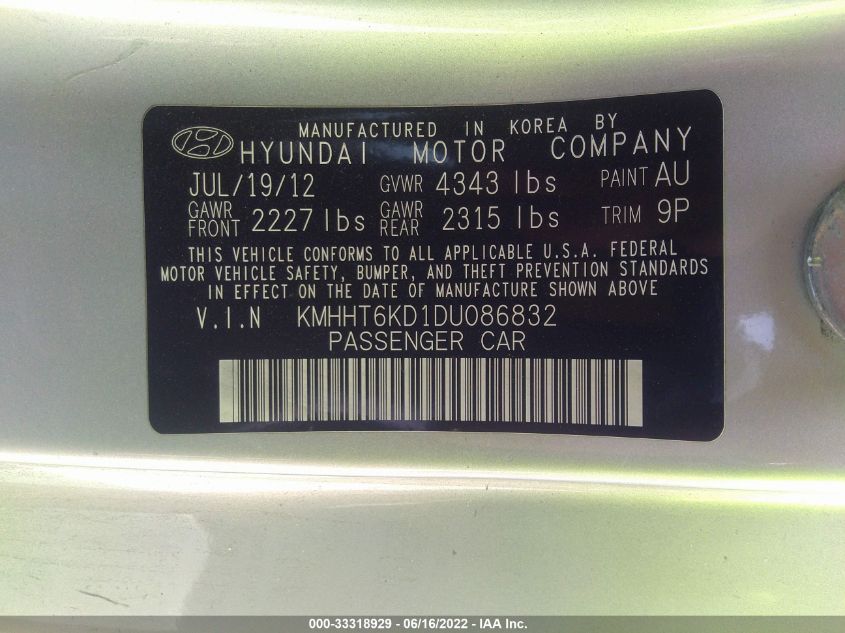 MANUFACTURED IN KOREA BY
HYUNDAI MOTOR COMPANY
JUL/19/12 GVWR 4343 lbs PAINT AU
GAWR FRONT 2227 lbs GAWR REAR 2315 lbs TRIM 9P
THIS VEHICLE CONFORMS TO ALL APPLICABLE U.S.A. FEDERAL
MOTOR VEHICLE SAFETY, BUMPER, AND THEFT PREVENTION STANDARDS
IN EFFECT ON THE DATE OF MANUFACTURE SHOWN ABOVE
V.I.N KMHHT6KD1DU086832
PASSENGER CAR
000-33318929 - 06/16/2022 - IAA Inc.